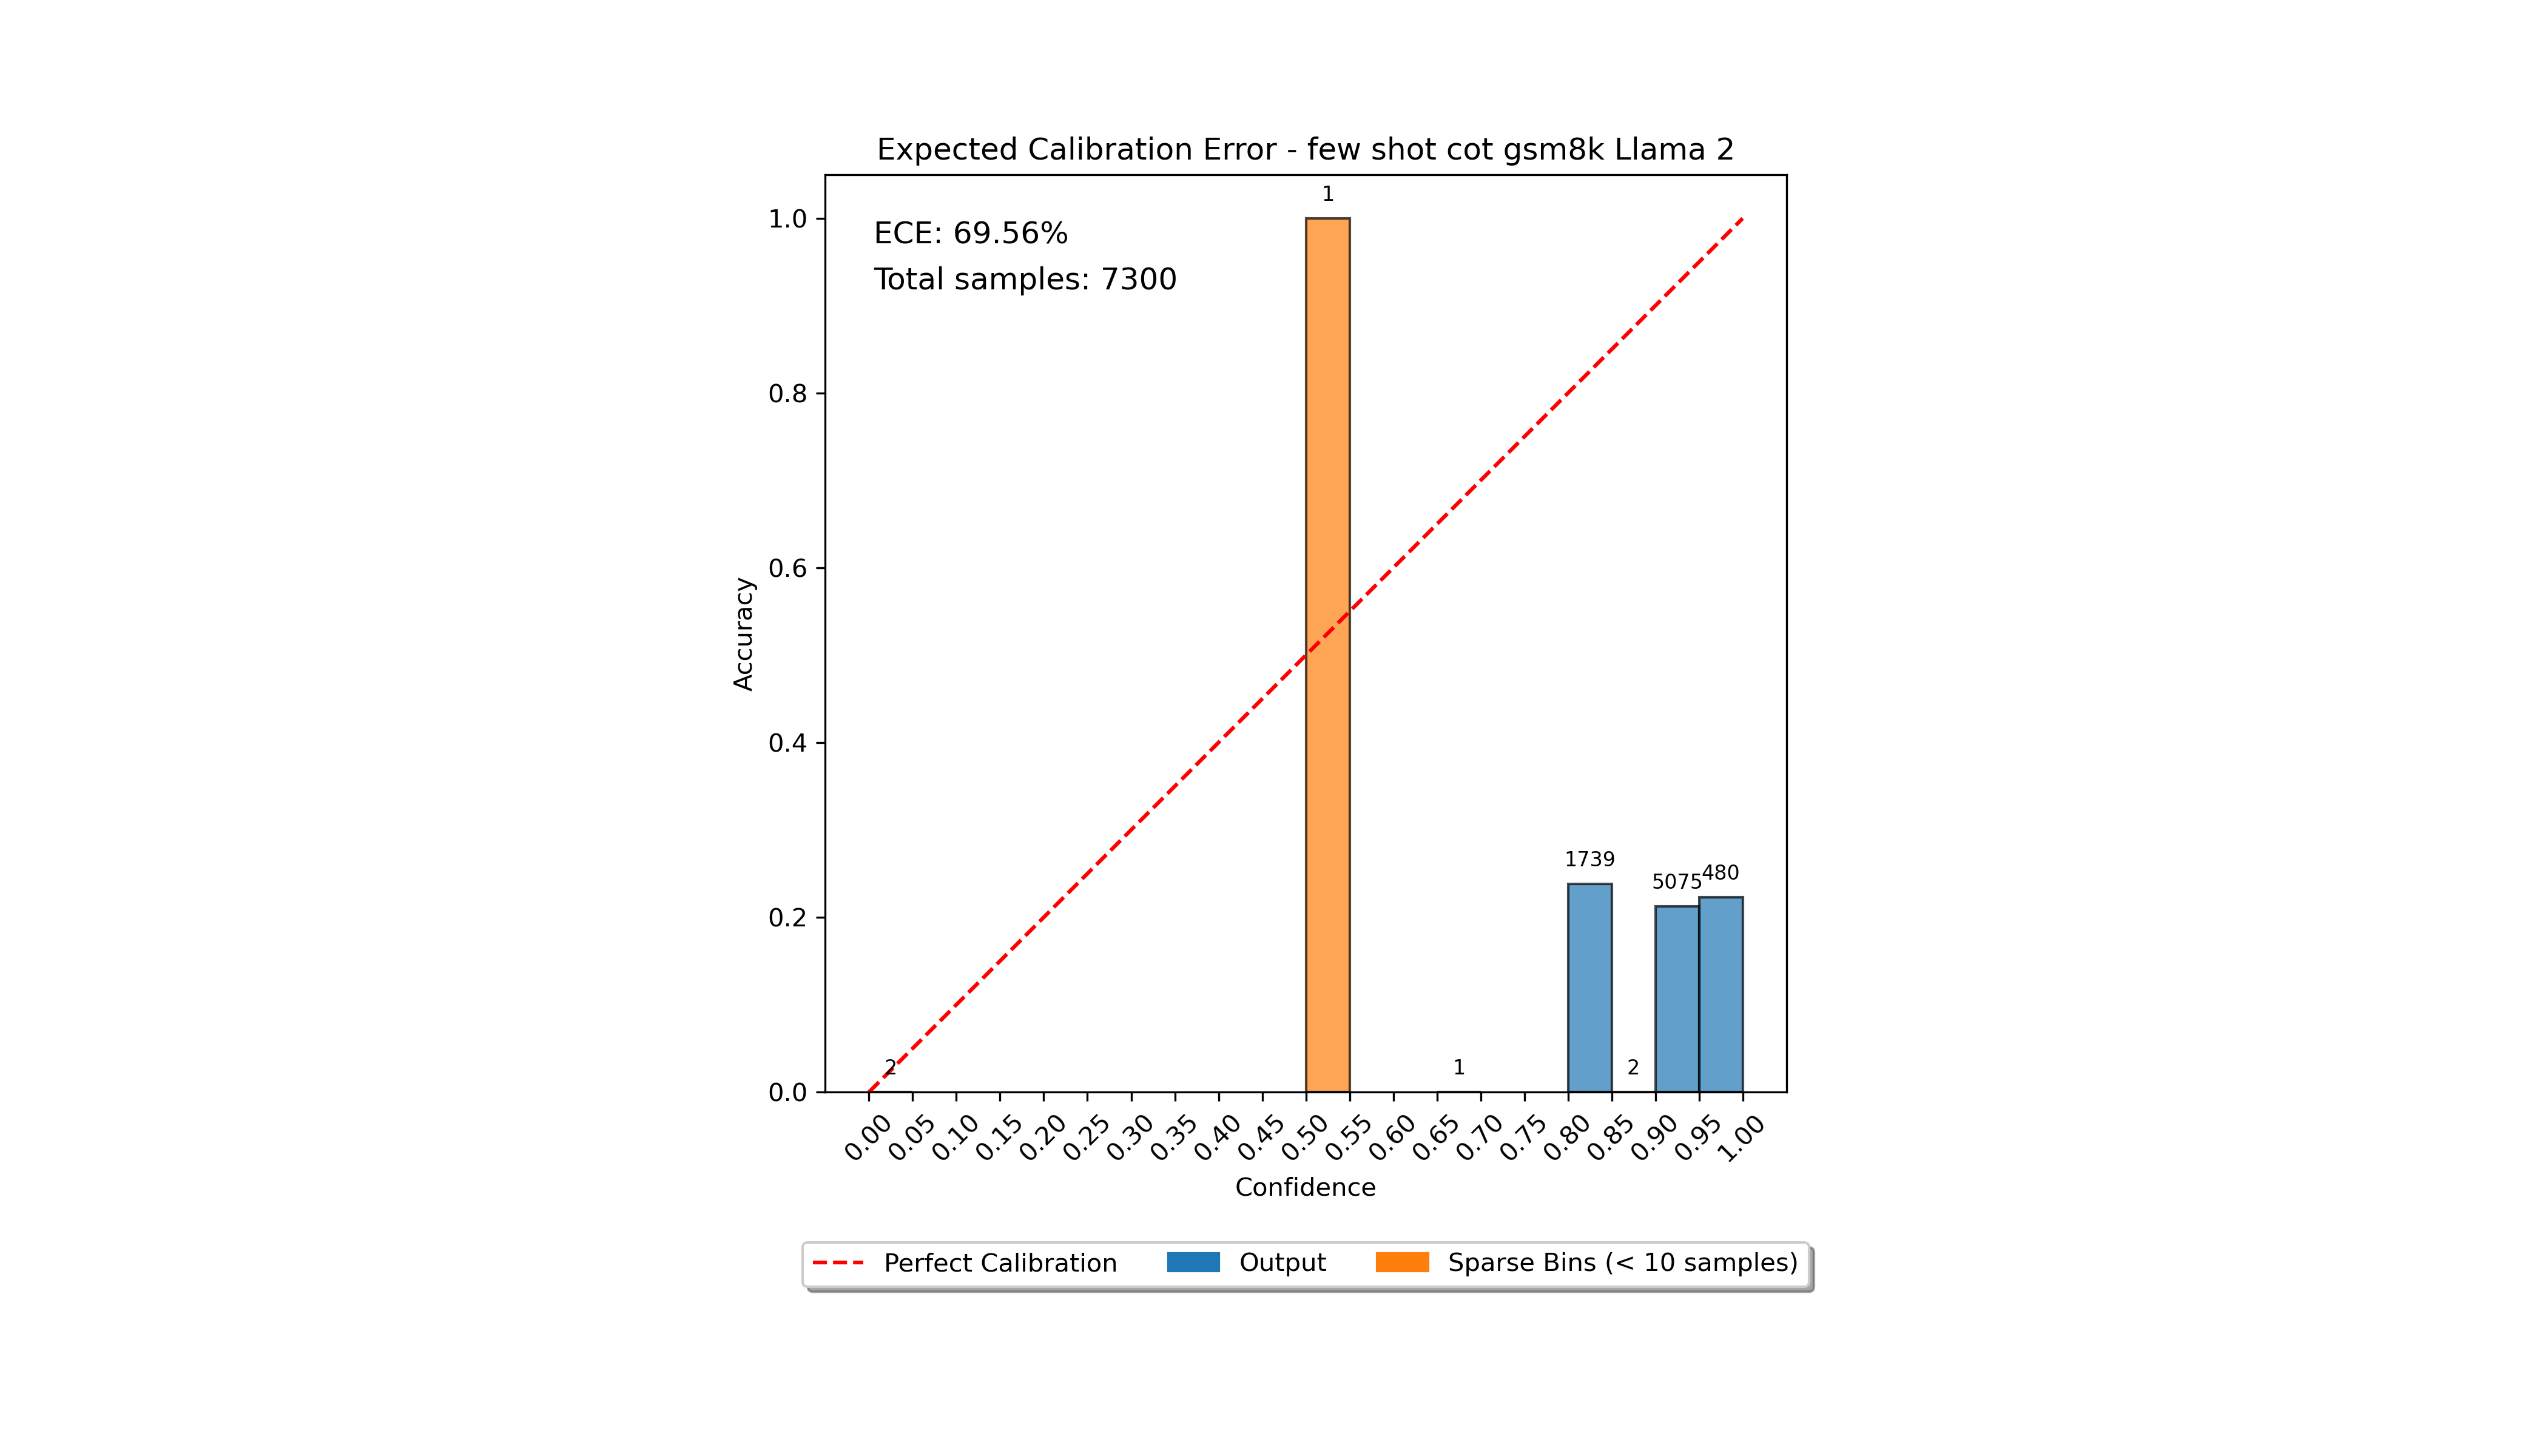 Expected Calibration Error - few shot cot gsm8k Llama 2
ECE: 69.56%
Total samples: 7300
1
1.0
0.8
0.6
0.4
0.2
0.0
Accuracy
2
1
1739
2
5075
480
0.00 0.05 0.10 0.15 0.20 0.25 0.30 0.35 0.40 0.45 0.50 0.55 0.60 0.65 0.70 0.75 0.80 0.85 0.90 0.95 1.00
Confidence
Perfect Calibration Output Sparse Bins (< 10 samples)